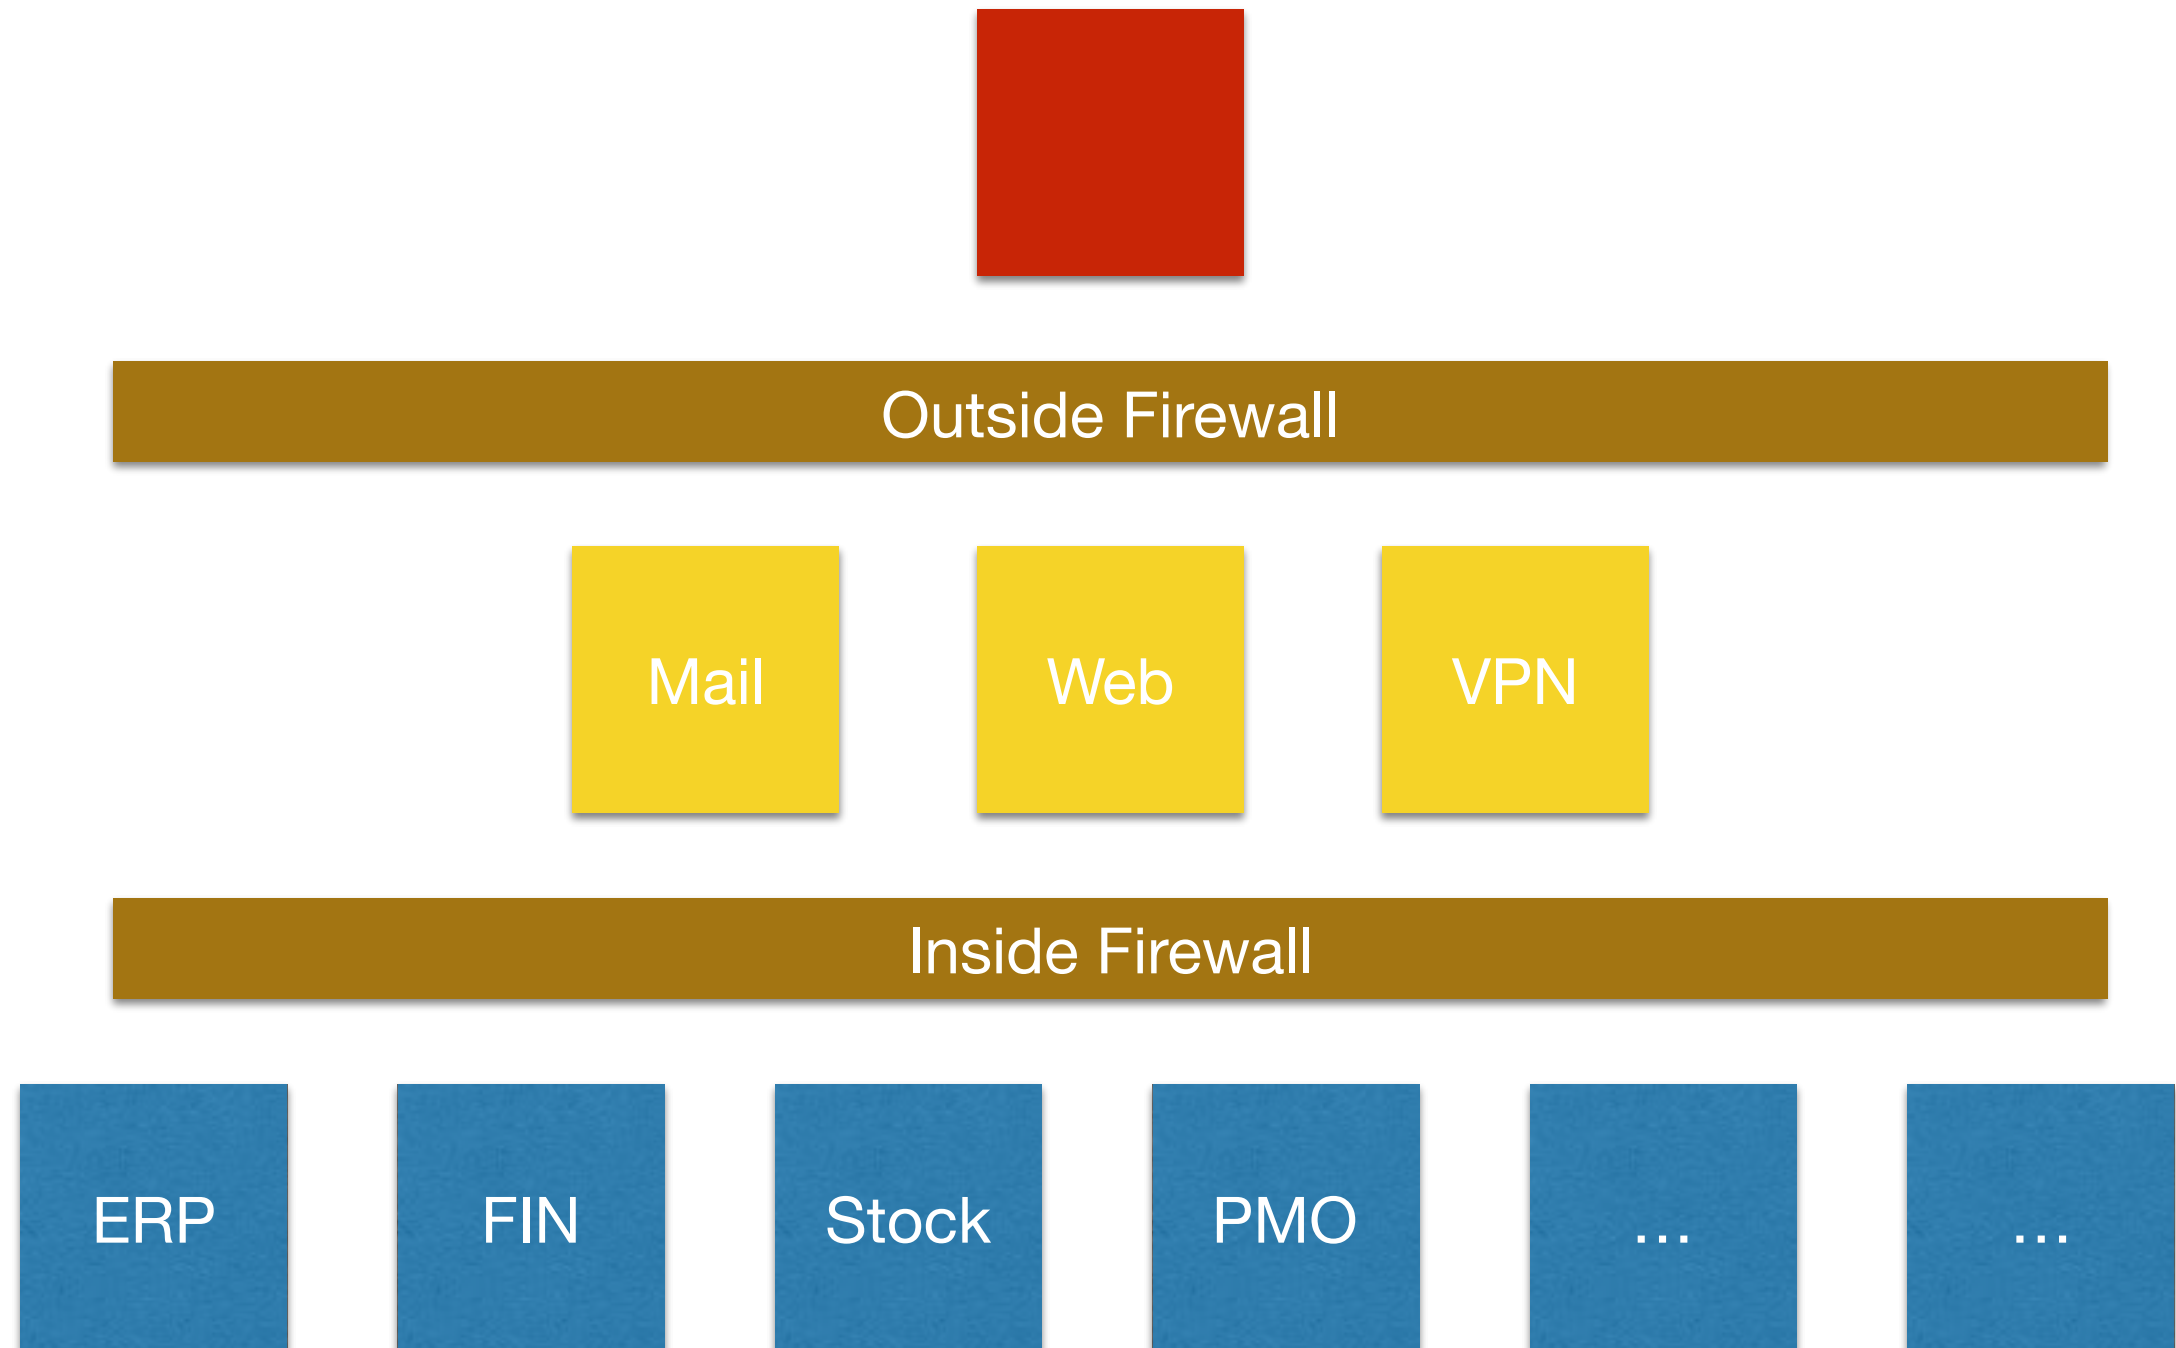 Outside Firewall
Mail
Web
VPN
Inside Firewall
ERP
FIN
Stock
PMO
...
...